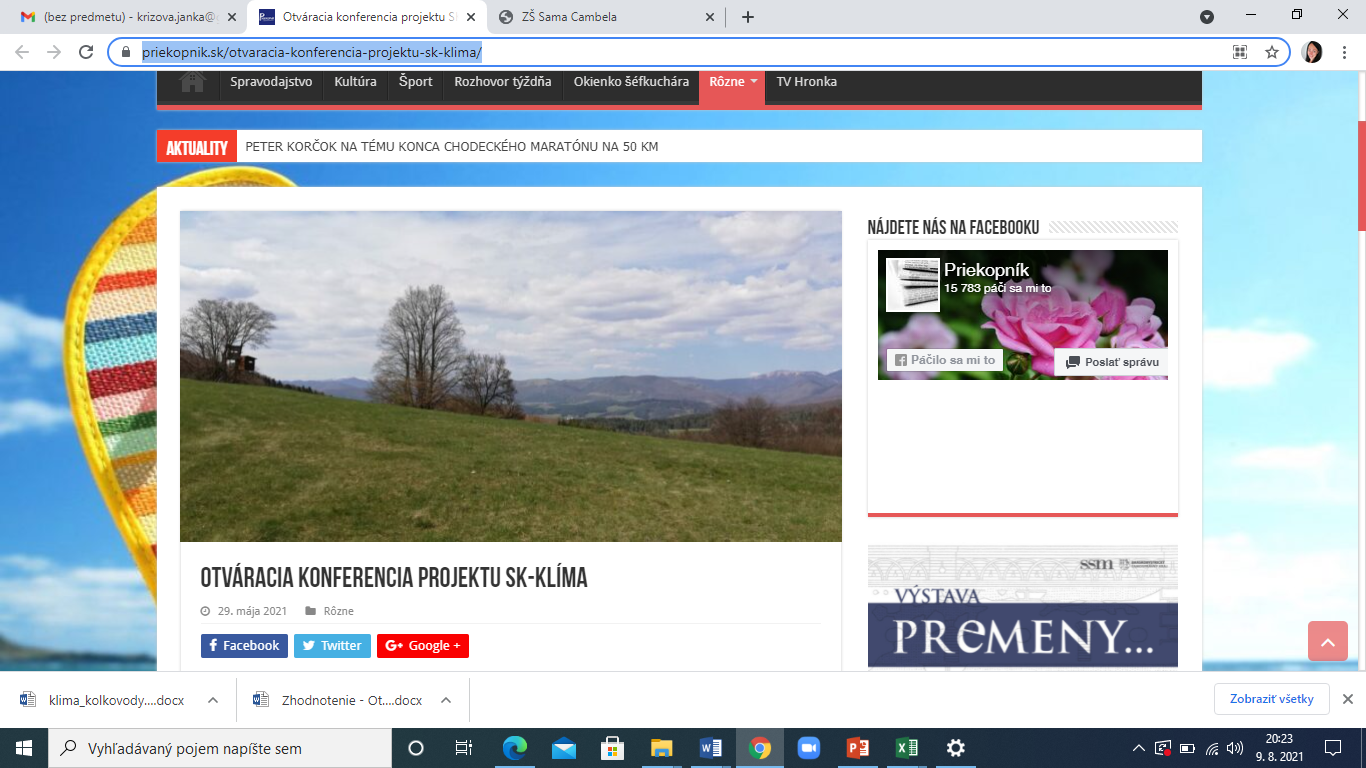 (bez predmetu) - krizova.janka@
Otváracia konferencia projektu S
ZŠ Sama Cambela
priekopnik.sk/otvaracia-konferencia-projektu-sk-klima/
Spravodajstvo Kultúra Šport Rozhovor týždňa Okienko šéfkuchára Rôzne TV Hronka
AKTUALITY PETER KORČOK NA TÉMU KONCA CHODECKÉHO MARATÓNU NA 50 KM
NÁJDETE NÁS NA FACEBOOKU
Priekopník
15 783 páči sa mi to
Páčilo sa mi to
Poslať správu
OTVÁRACIA KONFERENCIA PROJEKTU SK-KLÍMA
29. mája 2021 Rôzne
Facebook Twitter Google +
ssm
VÝSTAVA
PREMENY...
klima_kolkovody....docx
Zhodnotenie - Ot....docx
Zobraziť všetky
Vyhľadávaný pojem napíšte sem
20:23
9. 8. 2021